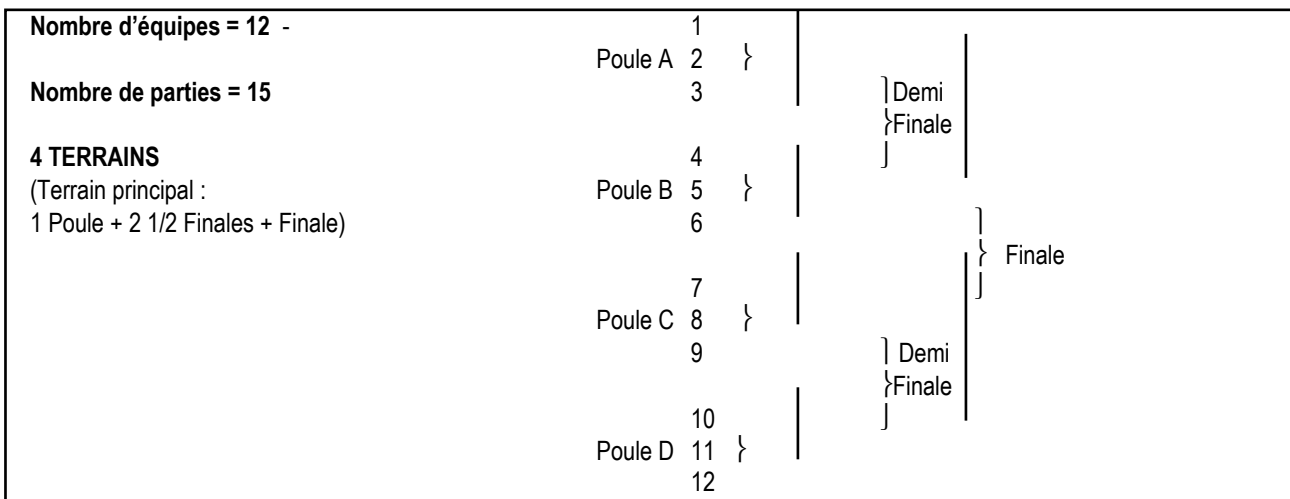 Nombre d'équipes = 12 -
Nombre de parties = 15
4 TERRAINS
(Terrain principal :
1 Poule + 2 1/2 Finales + Finale)
1
Poule A 2
3
4
Poule B 5
6
7
Poule C 8
9
10
Poule D 11
12
Demi
Finale
Demi
Finale
Finale